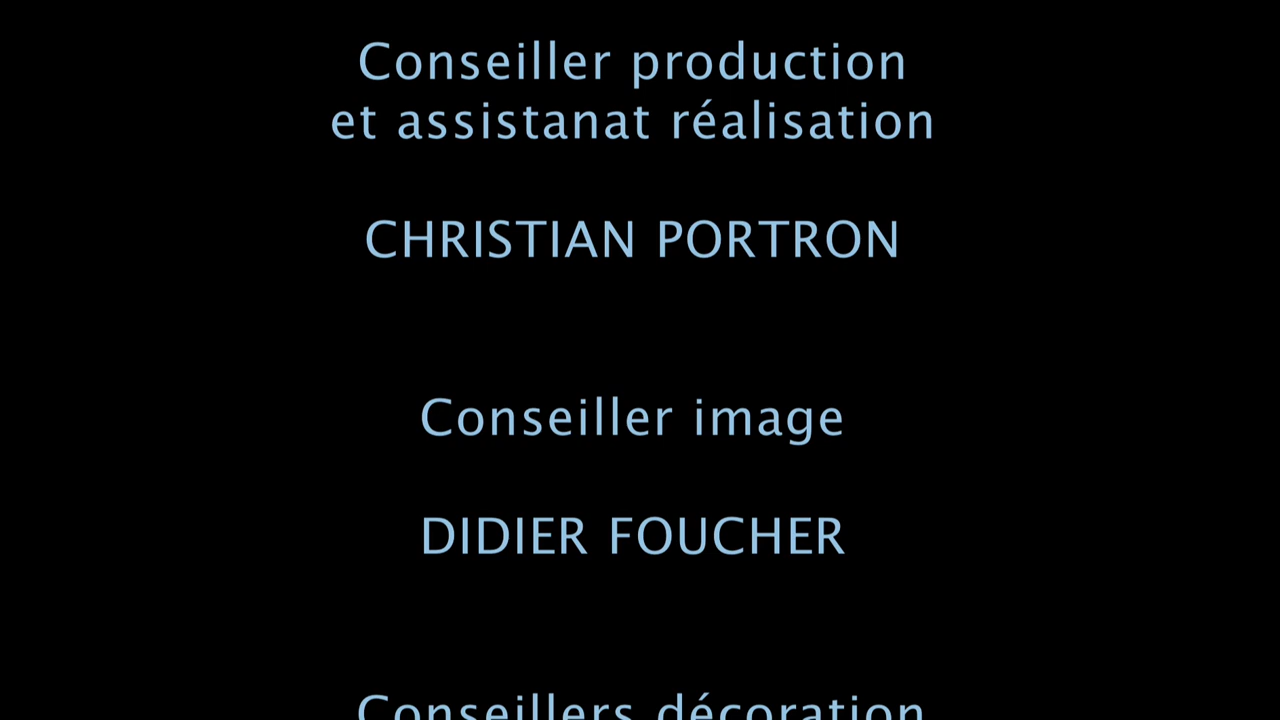 Conseiller production
et assistanat réalisation
CHRISTIAN PORTRON
Conseiller image
DIDIER FOUCHER
Conseillers décoration